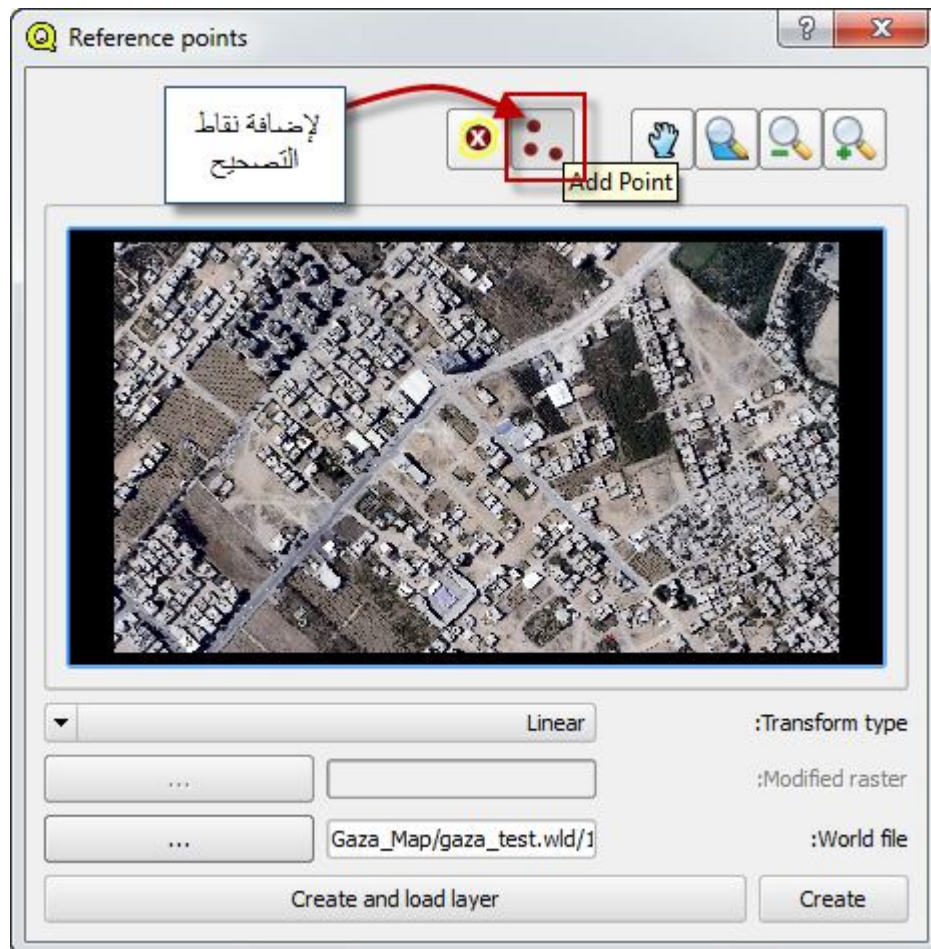 Reference points
لإضافة نقاط
التصحيح
Add Point
Linear
:Transform type
...
:Modified raster
...
Gaza_Map/gaza_test.wld/1
:World file
Create and load layer
Create